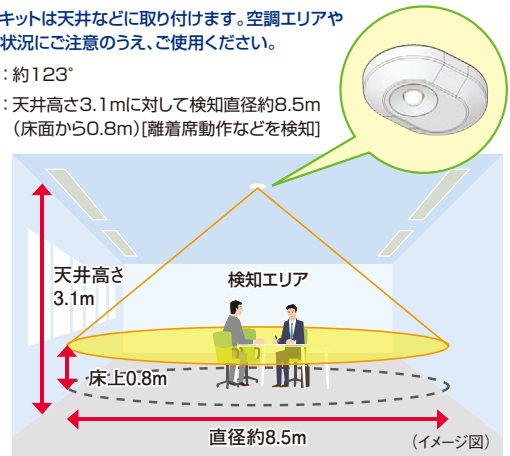 キットは天井などに取り付けます。空調エリアや
状況にご注意のうえ、ご使用ください。
：約123°
：天井高さ3.1mに対して検知直径約8.5m
（床面から0.8m）[離着席動作などを検知]
天井高さ
3.1m
検知エリア
床上0.8m
直径約8.5m
（イメージ図）